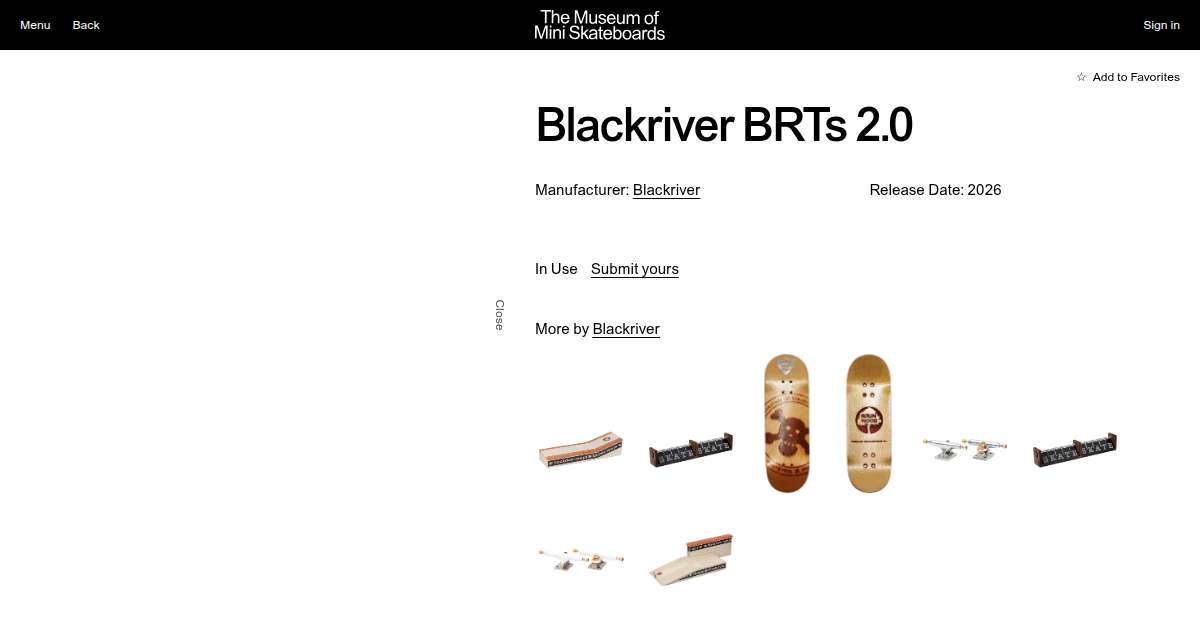 Menu
Back
The Museum of
Mini Skateboards
Sign in
☆ Add to Favorites
Blackriver BRTs 2.0
Manufacturer: Blackriver
Release Date: 2026
In Use
Submit yours
Close
More by Blackriver